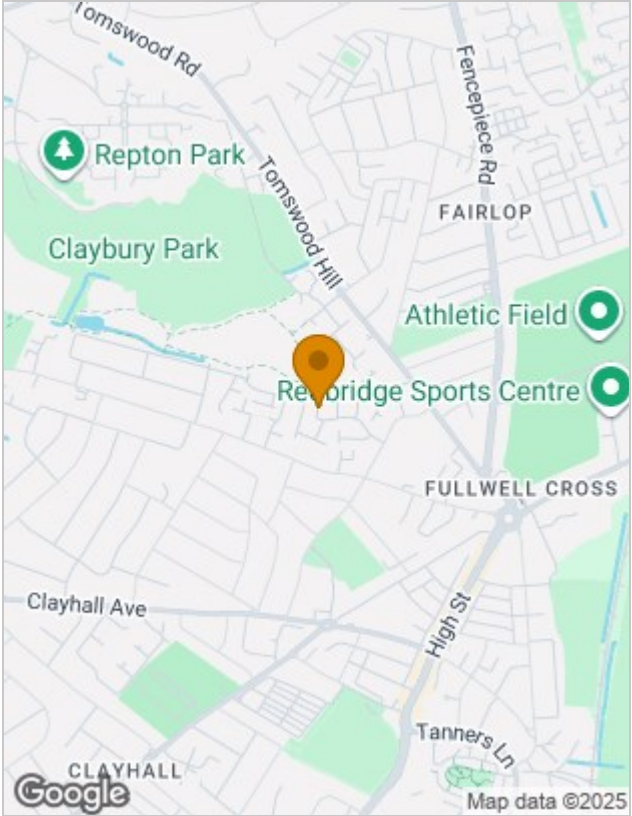 Tomswood Rd
Fencepiece Rd
Repton Park
Tomswood Hill
FAIRLOP
Claybury Park
Athletic Field
Redbridge Sports Centre
FULLWELL CROSS
Clayhall Ave
High St
Tanners Ln
CLAYHALL
Google
Map data ©2025